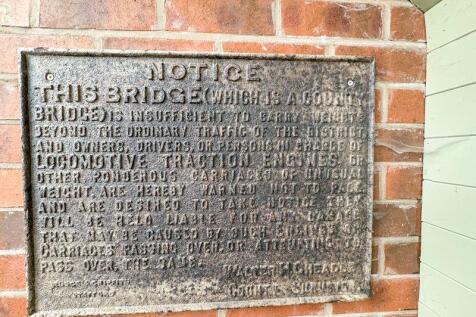 NOTICE
THIS BRIDGE (WHICH IS A COUNTY
BRIDGE) IS INSUFFICIENT TO CARRY WEIGHTS
BEYOND THE ORDINARY TRAFFIC OF THE DISTRICT
AND OWNERS, DRIVERS, OR PERSONS IN CHARGE OF
LOCOMOTIVE TRACTION ENGINES, OR
OTHER PONDEROUS CARRIAGES OF UNUSUAL
WEIGHT, ARE HEREBY WARNED NOT TO PASS
AND ARE DESIRED TO TAKE NOTICE THEY
WILL BE HELD LIABLE FOR ANY DAMAGE
THAT MAY BE CAUSED BY SUCH ENGINES OR
CARRIAGES PASSING OVER, OR ATTEMPTING TO
PASS OVER, THE SAME.
WALTER H. CHEADLE
COUNTY SURVEYOR
STAFFORD